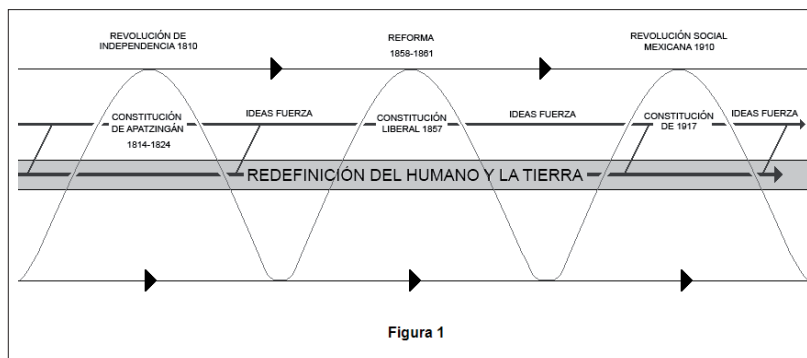 REVOLUCIÓN DE
INDEPENDENCIA 1810
REFORMA
1858-1861
REVOLUCIÓN SOCIAL
MEXICANA 1910
CONSTITUCIÓN
DE APATZINGÁN
1814-1824
IDEAS FUERZA
CONSTITUCIÓN
LIBERAL 1857
IDEAS FUERZA
CONSTITUCIÓN
DE 1917
IDEAS FUERZA
REDEFINICIÓN DEL HUMANO Y LA TIERRA
Figura 1